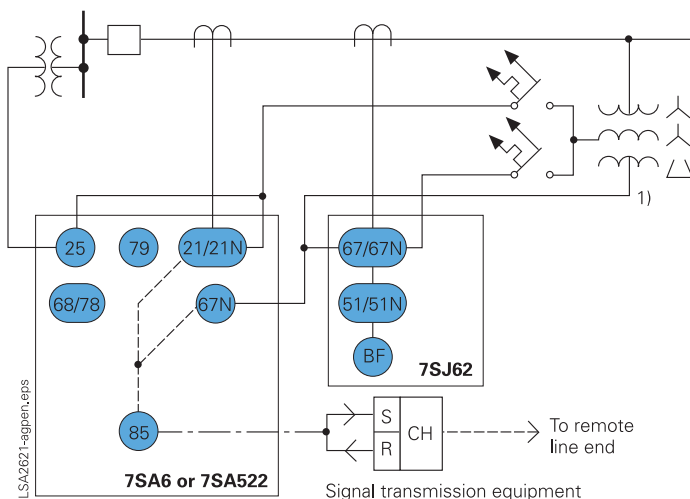 1)
25
79
21/21N
67/67N
68/78
67N
51/51N
BF
7SJ62
85
S
R
CH
To remote
line end
7SA6 or 7SA522
Signal transmission equipment
LSA2621-agpen.eps